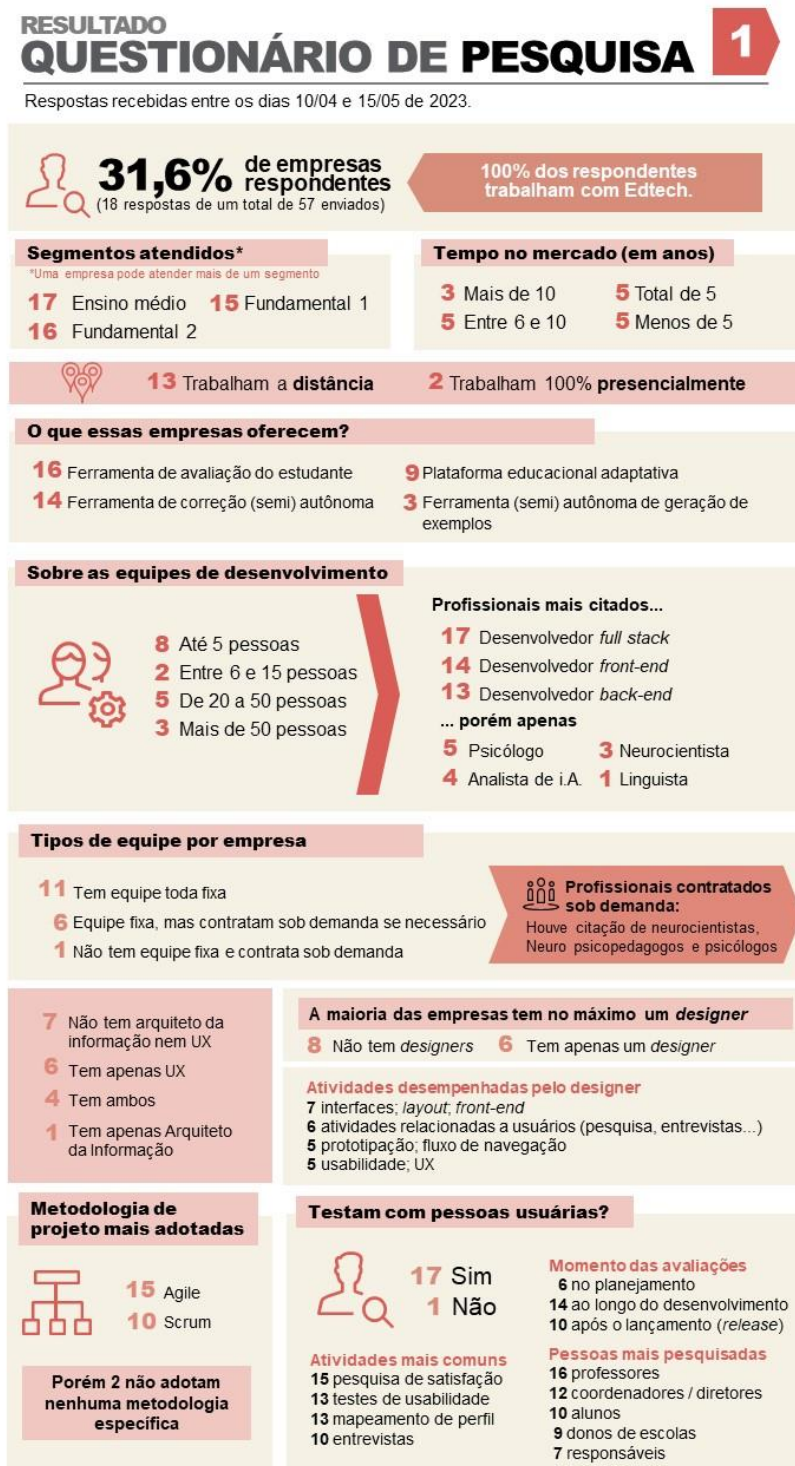 RESULTADO
QUESTIONÁRIO DE PESQUISA
1
Respostas recebidas entre os dias 10/04 e 15/05 de 2023.
31,6% de empresas respondentes
(18 respostas de um total de 57 enviados)
100% dos respondentes
trabalham com Edtech.
Segmentos atendidos*
*Uma empresa pode atender mais de um segmento
17 Ensino médio 15 Fundamental 1
16 Fundamental 2
Tempo no mercado (em anos)
3 Mais de 10 5 Total de 5
5 Entre 6 e 10 5 Menos de 5
13 Trabalham a distância 2 Trabalham 100% presencialmente
O que essas empresas oferecem?
16 Ferramenta de avaliação do estudante
14 Ferramenta de correção (semi) autônoma
9 Plataforma educacional adaptativa
3 Ferramenta (semi) autônoma de geração de
exemplos
Sobre as equipes de desenvolvimento
8 Até 5 pessoas
2 Entre 6 e 15 pessoas
5 De 20 a 50 pessoas
3 Mais de 50 pessoas
Profissionais mais citados...
17 Desenvolvedor full stack
14 Desenvolvedor front-end
13 Desenvolvedor back-end
... porém apenas
5 Psicólogo 3 Neurocientista
4 Analista de i.A. 1 Linguista
Tipos de equipe por empresa
11 Tem equipe toda fixa
6 Equipe fixa, mas contratam sob demanda se necessário
1 Não tem equipe fixa e contrata sob demanda
Profissionais contratados
sob demanda:
Houve citação de neurocientistas,
Neuro psicopedagogos e psicólogos
7 Não tem arquiteto da
informação nem UX
6 Tem apenas UX
4 Tem ambos
1 Tem apenas Arquiteto
da Informação
A maioria das empresas tem no máximo um designer
8 Não tem designers 6 Tem apenas um designer
Atividades desempenhadas pelo designer
7 interfaces; layout; front-end
6 atividades relacionadas a usuários (pesquisa, entrevistas...)
5 prototipação; fluxo de navegação
5 usabilidade; UX
Metodologia de
projeto mais adotadas
15 Agile
10 Scrum
Porém 2 não adotam
nenhuma metodologia
específica
Testam com pessoas usuárias?
17 Sim
1 Não
Atividades mais comuns
15 pesquisa de satisfação
13 testes de usabilidade
13 mapeamento de perfil
10 entrevistas
Momento das avaliações
6 no planejamento
14 ao longo do desenvolvimento
10 após o lançamento (release)
Pessoas mais pesquisadas
16 professores
12 coordenadores / diretores
10 alunos
9 donos de escolas
7 responsáveis